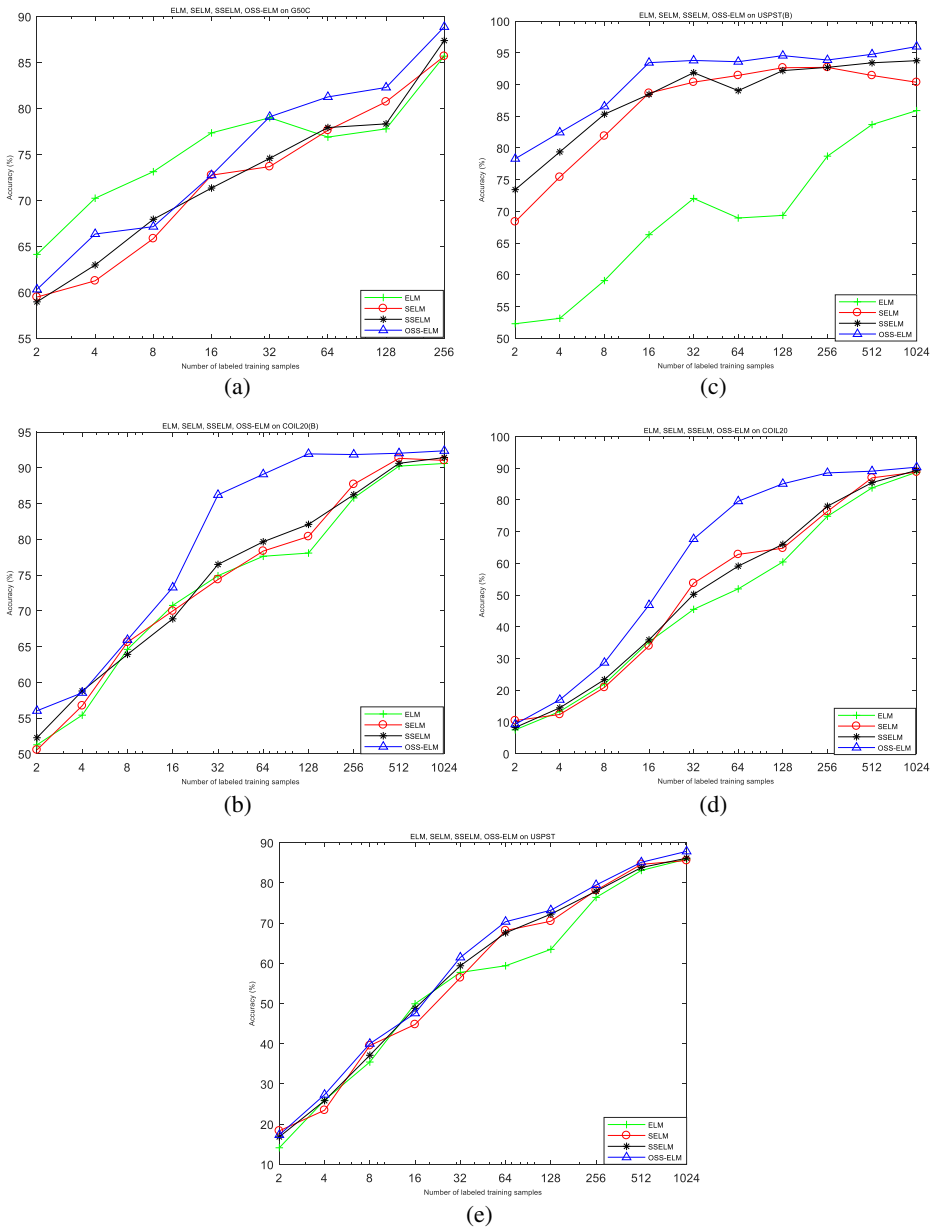 ELM, SELM, SSELM, OSS-ELM on G50C
90
85
80
75
70
65
60
55
Accuracy (%)
ELM
SELM
SSELM
OSS-ELM
2 4 8 16 32 64 128 256
Number of labeled training samples
(a)
ELM, SELM, SSELM, OSS-ELM on USPST(B)
100
95
90
85
80
75
70
65
60
55
50
Accuracy (%)
ELM
SELM
SSELM
OSS-ELM
2 4 8 16 32 64 128 256 512 1024
Number of labeled training samples
(c)
ELM, SELM, SSELM, OSS-ELM on COIL20(B)
95
90
85
80
75
70
65
60
55
50
Accuracy (%)
ELM
SELM
SSELM
OSS-ELM
2 4 8 16 32 64 128 256 512 1024
Number of labeled training samples
(b)
ELM, SELM, SSELM, OSS-ELM on COIL20
100
90
80
70
60
50
40
30
20
10
0
Accuracy (%)
ELM
SELM
SSELM
OSS-ELM
2 4 8 16 32 64 128 256 512 1024
Number of labeled training samples
(d)
ELM, SELM, SSELM, OSS-ELM on USPST
90
80
70
60
50
40
30
20
10
Accuracy (%)
ELM
SELM
SSELM
OSS-ELM
2 4 8 16 32 64 128 256 512 1024
Number of labeled training samples
(e)